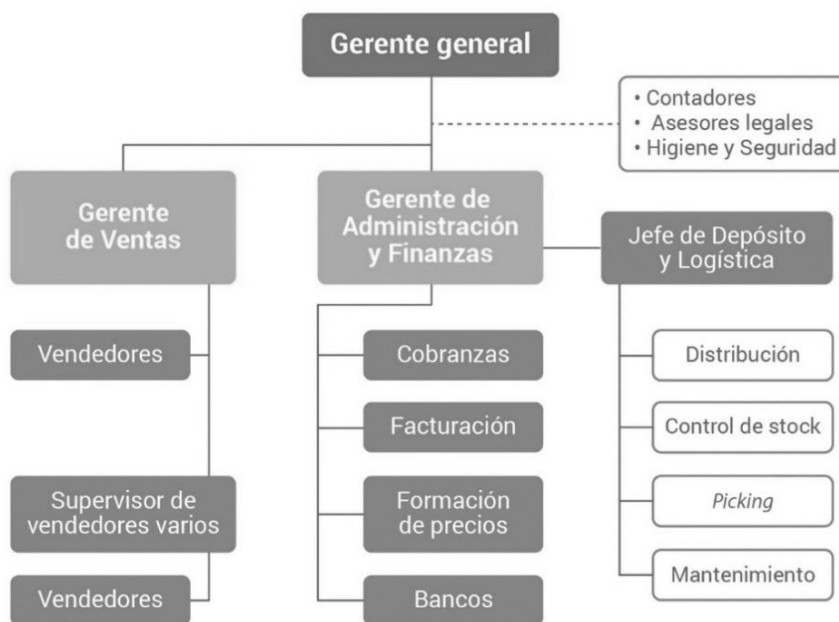 Gerente general
• Contadores
• Asesores legales
• Higiene y Seguridad
Gerente
de Ventas
Gerente de
Administración
y Finanzas
Jefe de Depósito
y Logística
Vendedores
Supervisor de
vendedores varios
Vendedores
Cobranzas
Facturación
Formación
de precios
Bancos
Distribución
Control de stock
Picking
Mantenimiento